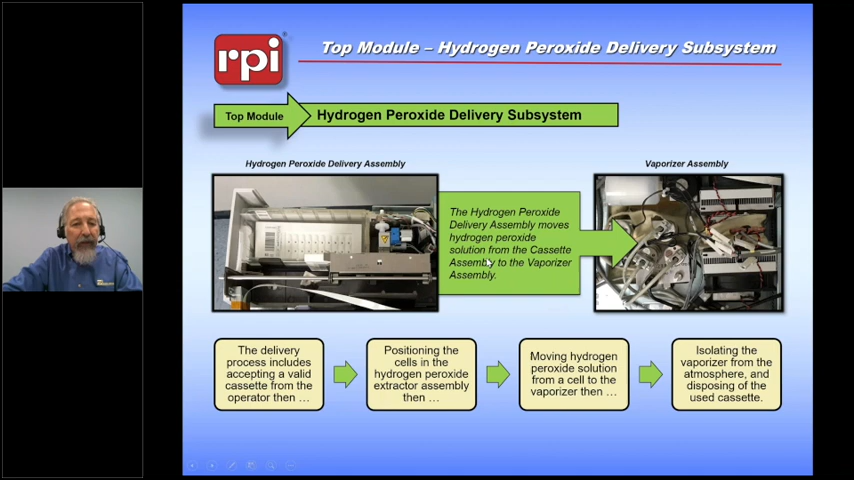 rpi
Top Module – Hydrogen Peroxide Delivery Subsystem
Top Module
Hydrogen Peroxide Delivery Subsystem
Hydrogen Peroxide Delivery Assembly
Vaporizer Assembly
The Hydrogen Peroxide
Delivery Assembly moves
hydrogen peroxide
solution from the Cassette
Assembly to the Vaporizer
Assembly.
The delivery
process includes
accepting a valid
cassette from the
operator then …
Positioning the
cells in the
hydrogen peroxide
extractor assembly
then …
Moving hydrogen
peroxide solution
from a cell to the
vaporizer then …
Isolating the
vaporizer from the
atmosphere, and
disposing of the
used cassette.